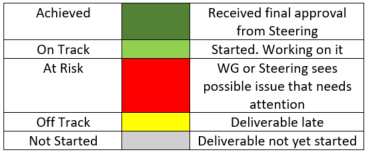 Achieved
Received final approval
from Steering
On Track
Started. Working on it
At Risk
WG or Steering sees
possible issue that needs
attention
Off Track
Deliverable late
Not Started
Deliverable not yet started